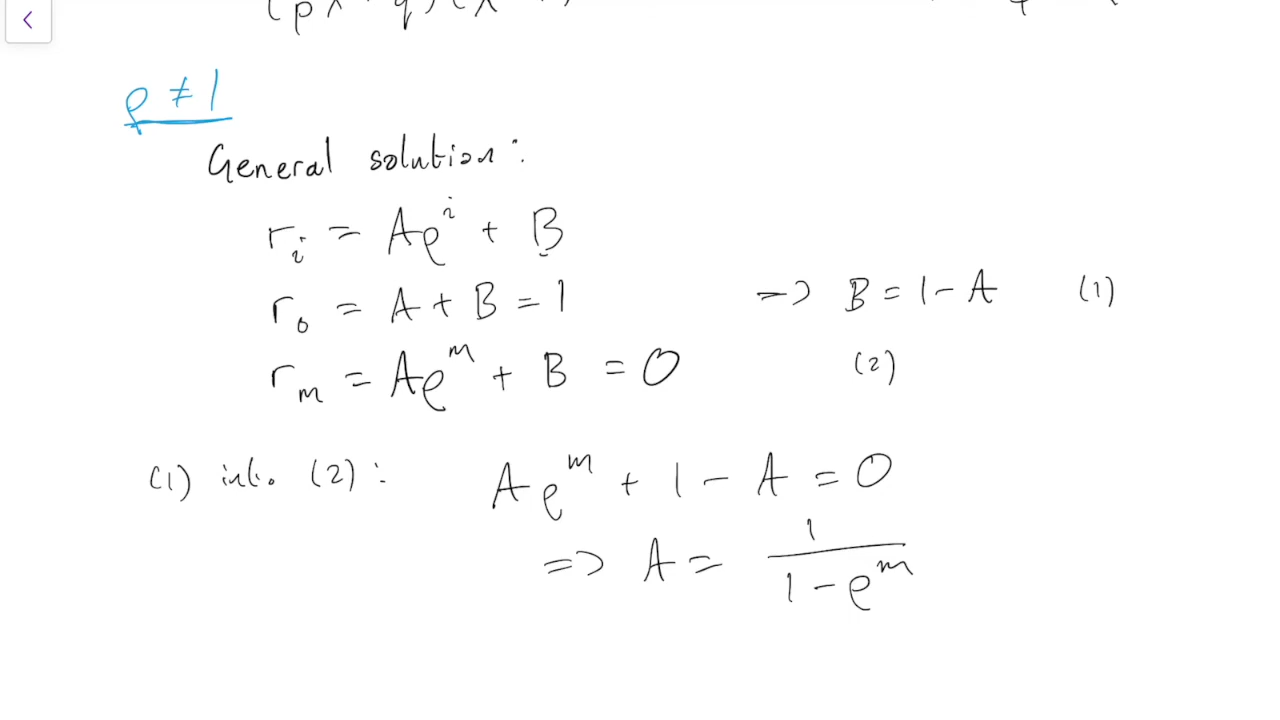 ρ ≠ 1
General solution:
rᵢ = Aρⁱ + B
r₀ = A + B = 1 => B = 1 - A (1)
rₘ = Aρᵐ + B = 0 (2)
(1) into (2): Aρᵐ + 1 - A = 0
=> A = 1 / (1 - ρᵐ)